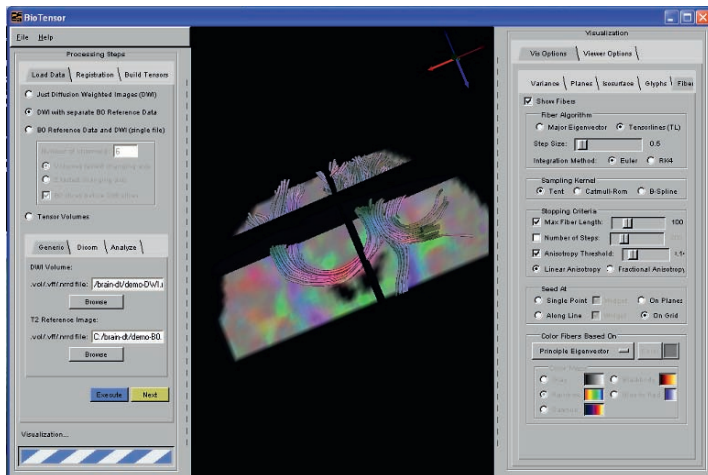 BioTensor
File Help
Processing Steps
Load Data Registration Build Tensors
Just Diffusion Weighted Images (DWI)
DWI with separate B0 Reference Data
B0 Reference Data and DWI (single file)
6
Tensor Volumes
Generic Dicom Analyze
DWI Volume:
.vol/.vff/.nrrd file: /brain-dt/demo-DWI.
Browse
T2 Reference Image:
.vol/.vff/.nrrd file: C:/brain-dt/demo-B0.
Browse
Execute Next
Visualization...
Visualization
Vis Options Viewer Options
Variance Planes Isosurface Glyphs Fiber
Show Fibers
Fiber Algorithm
Major Eigenvector Tensorlines (TL)
Step Size: 0.5
Integration Method: Euler RK4
Sampling Kernel
Tent Catmull-Rom B-Spline
Stopping Criteria
Max Fiber Length: 100
Number of Steps:
Anisotropy Threshold:
Linear Anisotropy Fractional Anisotropy
Seed At
Single Point Widget On Planes
Along Line Widget On Grid
Color Fibers Based On
Principle Eigenvector